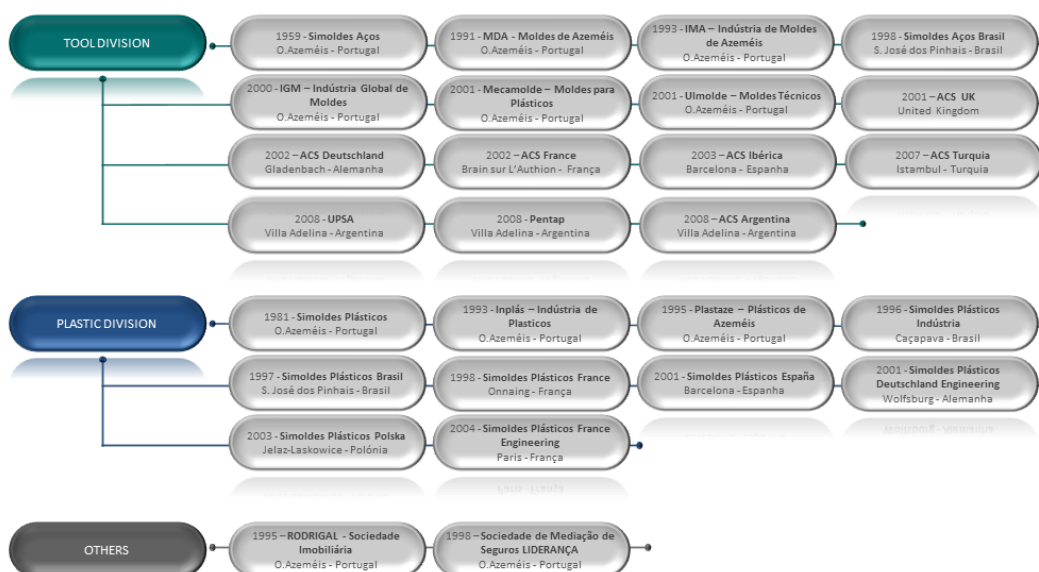 TOOL DIVISION
1959 - Simoldes Aços
O.Azeméis - Portugal
1991 - MDA - Moldes de Azeméis
O.Azeméis - Portugal
1993 - IMA – Indústria de Moldes
de Azeméis
O.Azeméis - Portugal
1998 - Simoldes Aços Brasil
S. José dos Pinhais - Brasil
2000 - IGM – Indústria Global de
Moldes
O.Azeméis - Portugal
2001 - Mecamolde – Moldes para
Plásticos
O.Azeméis - Portugal
2001 - Ulmolde – Moldes Técnicos
O.Azeméis - Portugal
2001 – ACS UK
United Kingdom
2002 – ACS Deutschland
Gladenbach - Alemanha
2002 – ACS France
Brain sur L'Authion - França
2003 – ACS Ibérica
Barcelona - Espanha
2007 – ACS Turquia
Istambul - Turquia
2008 - UPSA
Villa Adelina - Argentina
2008 - Pentap
Villa Adelina - Argentina
2008 – ACS Argentina
Villa Adelina - Argentina
PLASTIC DIVISION
1981 - Simoldes Plásticos
O.Azeméis - Portugal
1993 - Inplás – Indústria de
Plasticos
O.Azeméis - Portugal
1995 - Plastaze – Plásticos de
Azeméis
O.Azeméis - Portugal
1996 - Simoldes Plásticos
Indústria
Caçapava - Brasil
1997 - Simoldes Plásticos Brasil
S. José dos Pinhais - Brasil
1998 - Simoldes Plásticos France
Onnaing - França
2001 - Simoldes Plásticos España
Barcelona - Espanha
2001 - Simoldes Plásticos
Deutschland Engineering
Wolfsburg - Alemanha
2003 - Simoldes Plásticos Polska
Jelaz-Laskowice - Polónia
2004 - Simoldes Plásticos France
Engineering
Paris - França
OTHERS
1995 – RODRIGAL - Sociedade
Imobiliária
O.Azeméis - Portugal
1998 – Sociedade de Mediação de
Seguros LIDERANÇA
O.Azeméis - Portugal